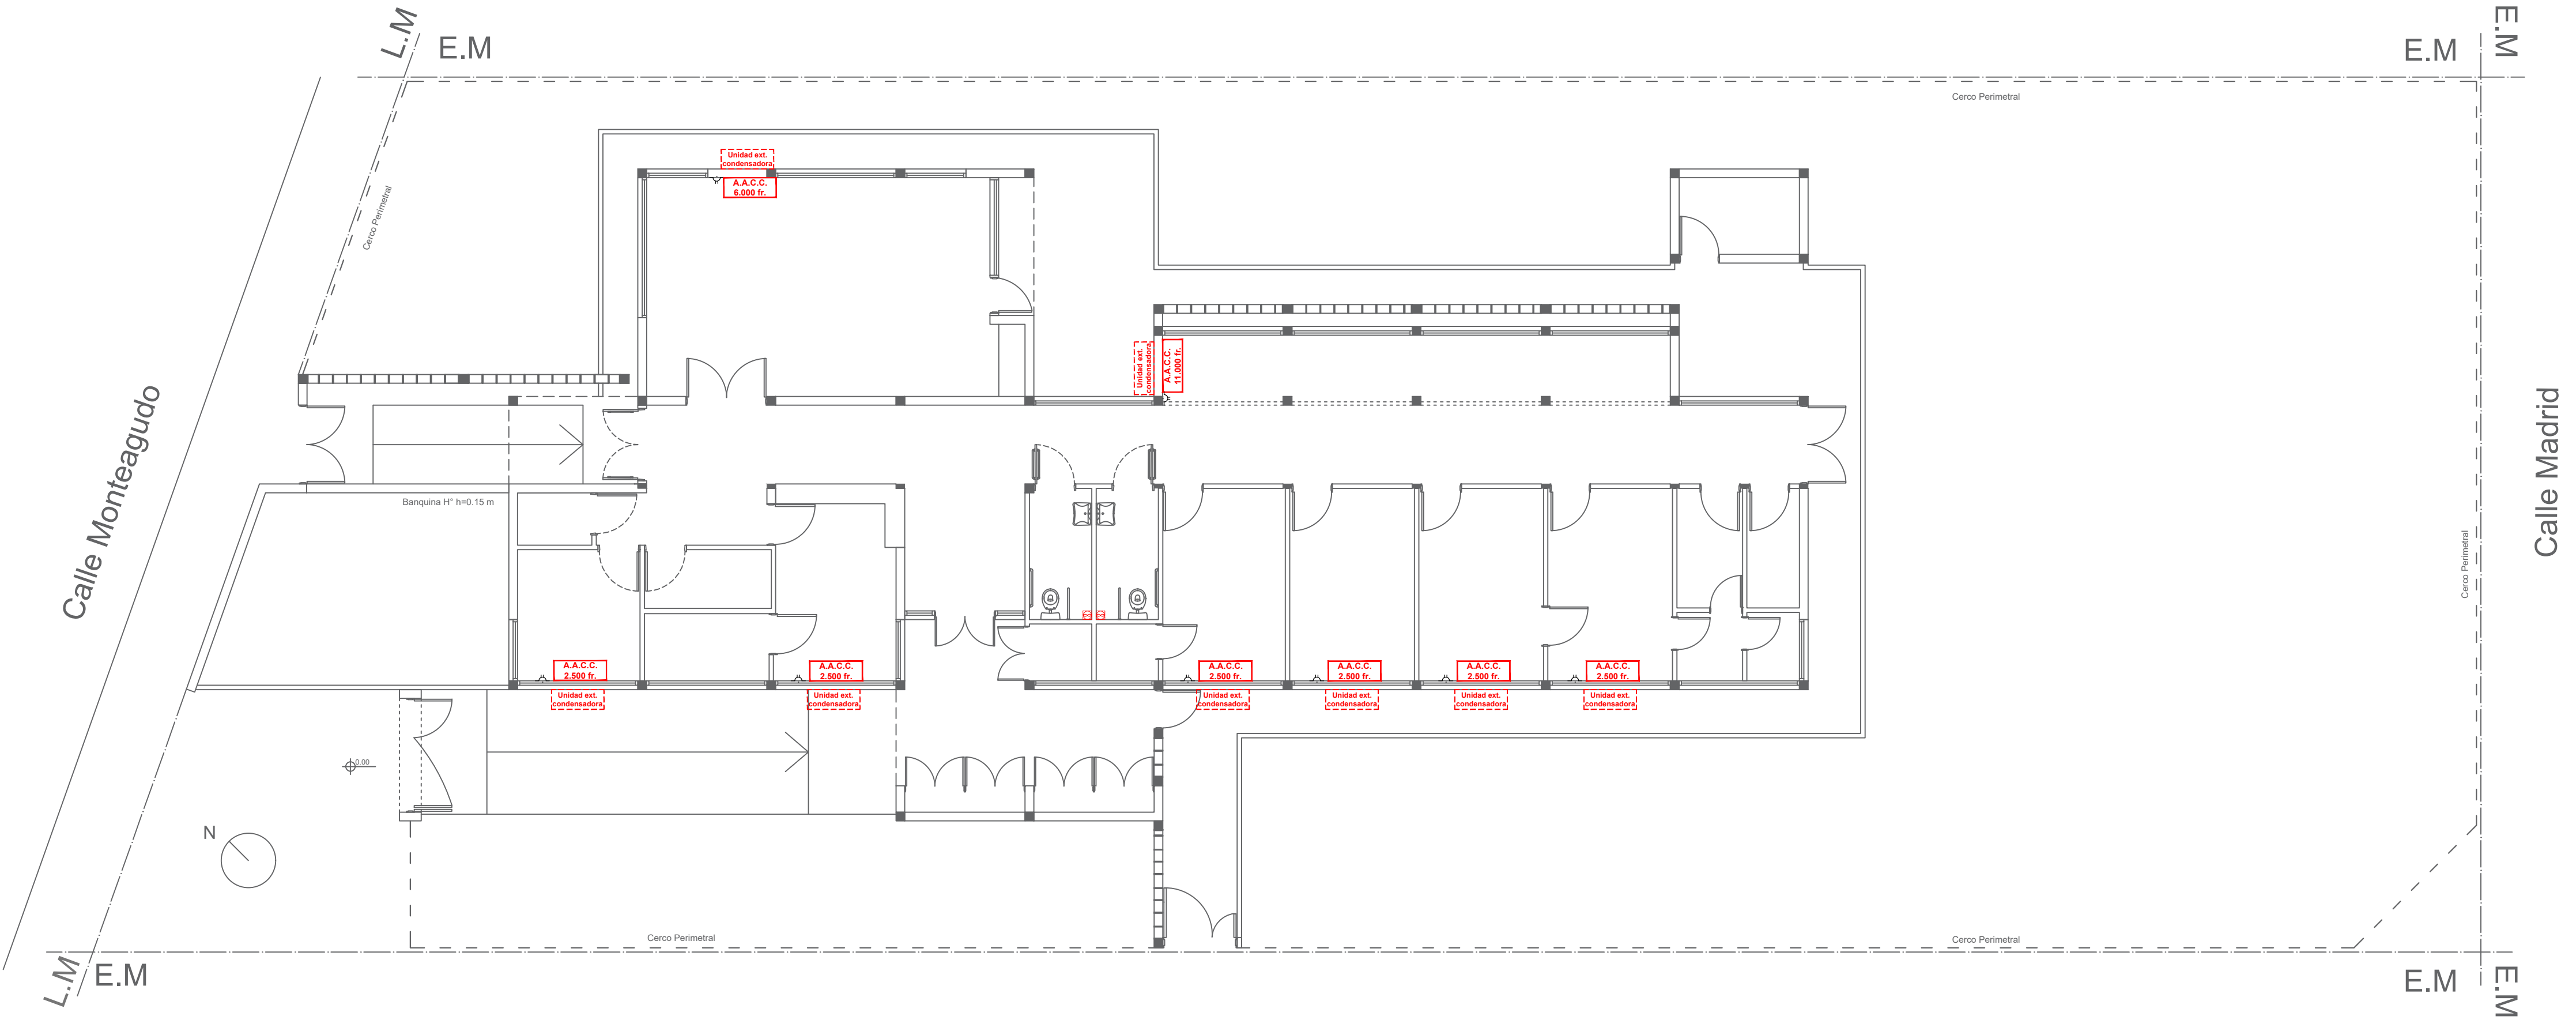 L.M
E.M
E.M
E.M
Cerco Perimetral
Cerco Perimetral
Unidad ext.
condensadora
A.A.C.C.
6.000 fr.
Unidad ext.
condensadora
A.A.C.C.
11.000 fr.
Calle Monteagudo
Calle Madrid
Banquina H° h=0.15 m
Cerco Perimetral
A.A.C.C.
2.500 fr.
A.A.C.C.
2.500 fr.
A.A.C.C.
2.500 fr.
A.A.C.C.
2.500 fr.
A.A.C.C.
2.500 fr.
A.A.C.C.
2.500 fr.
Unidad ext.
condensadora
Unidad ext.
condensadora
Unidad ext.
condensadora
Unidad ext.
condensadora
Unidad ext.
condensadora
Unidad ext.
condensadora
0.00
N
Cerco Perimetral
Cerco Perimetral
L.M
E.M
E.M
E.M